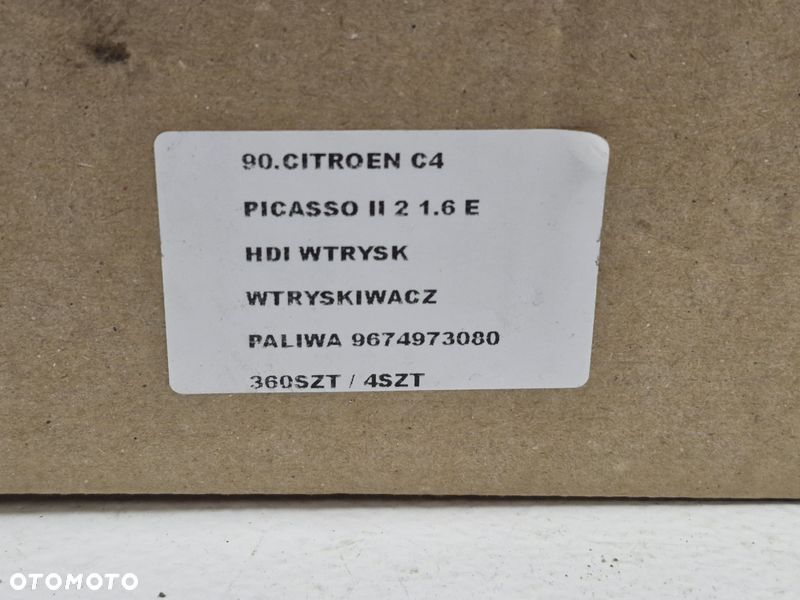 90.CITROEN C4
PICASSO II 2 1.6 E
HDI WTRYSK
WTRYSKIWACZ
PALIWA 9674973080
360SZT / 4SZT
OTOMOTO